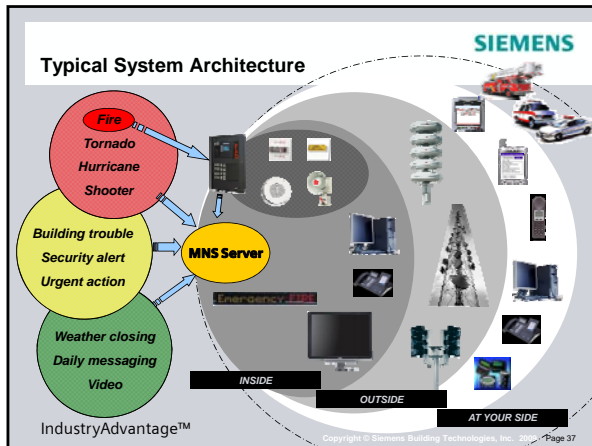 SIEMENS
Typical System Architecture
Fire
Tornado
Hurricane
Shooter
Building trouble
Security alert
Urgent action
MNS Server
Weather closing
Daily messaging
Video
Emergency FIRE
INSIDE
OUTSIDE
AT YOUR SIDE
IndustryAdvantage™
Copyright © Siemens Building Technologies, Inc. Page 37